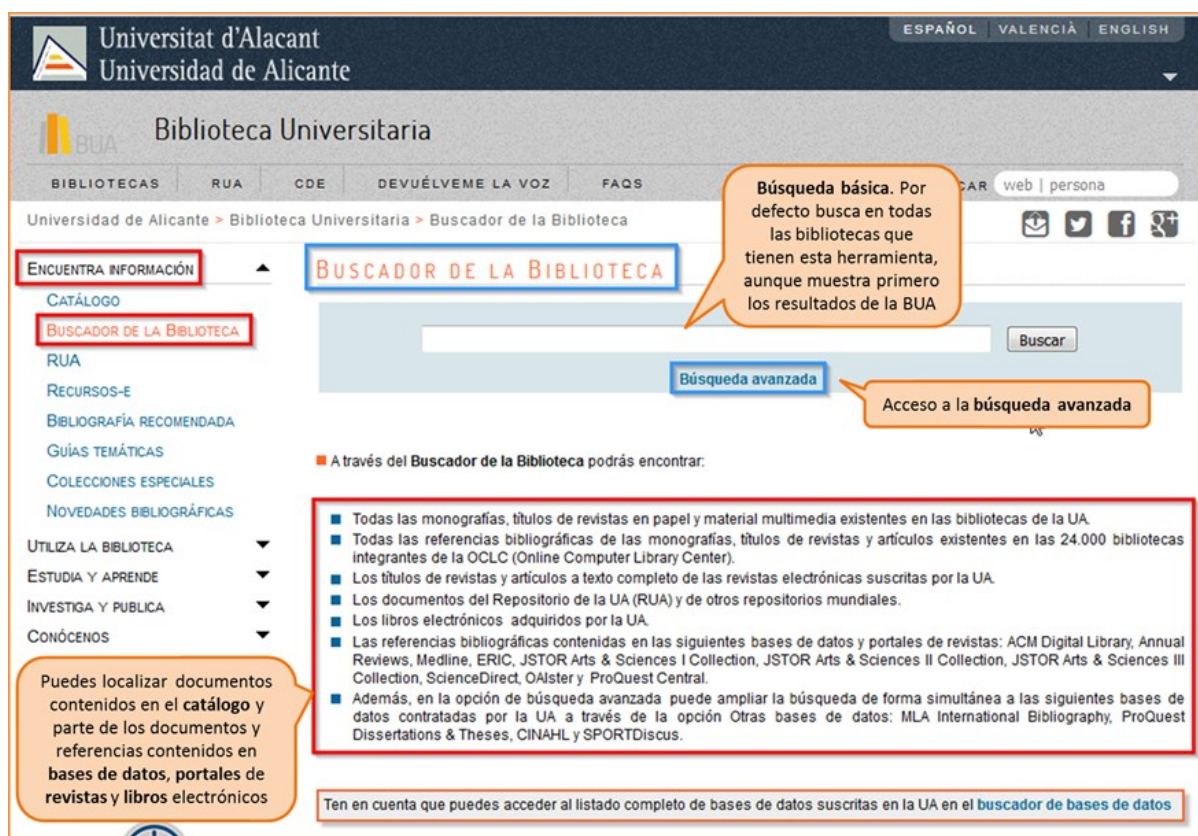 Universitat d'Alacant
Universidad de Alicante
ESPAÑOL VALENCIÀ ENGLISH
BUA
Biblioteca Universitaria
BIBLIOTECAS RUA CDE DEVUÉLVEME LA VOZ FAQS
web | persona
Universidad de Alicante > Biblioteca Universitaria > Buscador de la Biblioteca
ENCUENTRA INFORMACIÓN
CATÁLOGO
BUSCADOR DE LA BIBLIOTECA
RUA
RECURSOS-E
BIBLIOGRAFÍA RECOMENDADA
GUÍAS TEMÁTICAS
COLECCIONES ESPECIALES
NOVEDADES BIBLIOGRÁFICAS
UTILIZA LA BIBLIOTECA
ESTUDIA Y APRENDE
INVESTIGA Y PUBLICA
CONÓCENOS
Puedes localizar documentos
contenidos en el catálogo y
parte de los documentos y
referencias contenidos en
bases de datos, portales de
revistas y libros electrónicos
BUSCADOR DE LA BIBLIOTECA
Búsqueda básica. Por
defecto busca en todas
las bibliotecas que
tienen esta herramienta,
aunque muestra primero
los resultados de la BUA
Buscar
Búsqueda avanzada
Acceso a la búsqueda avanzada
A través del Buscador de la Biblioteca podrás encontrar:
Todas las monografías, títulos de revistas en papel y material multimedia existentes en las bibliotecas de la UA.
Todas las referencias bibliográficas de las monografías, títulos de revistas y artículos existentes en las 24.000 bibliotecas
integrantes de la OCLC (Online Computer Library Center).
Los títulos de revistas y artículos a texto completo de las revistas electrónicas suscritas por la UA.
Los documentos del Repositorio de la UA (RUA) y de otros repositorios mundiales.
Los libros electrónicos adquiridos por la UA.
Las referencias bibliográficas contenidas en las siguientes bases de datos y portales de revistas: ACM Digital Library, Annual
Reviews, Medline, ERIC, JSTOR Arts & Sciences I Collection, JSTOR Arts & Sciences II Collection, JSTOR Arts & Sciences III
Collection, ScienceDirect, OAIster y ProQuest Central.
Además, en la opción de búsqueda avanzada puede ampliar la búsqueda de forma simultánea a las siguientes bases de
datos contratadas por la UA a través de la opción Otras bases de datos: MLA International Bibliography, ProQuest
Dissertations & Theses, CINAHL y SPORTDiscus.
Ten en cuenta que puedes acceder al listado completo de bases de datos suscritas en la UA en el buscador de bases de datos